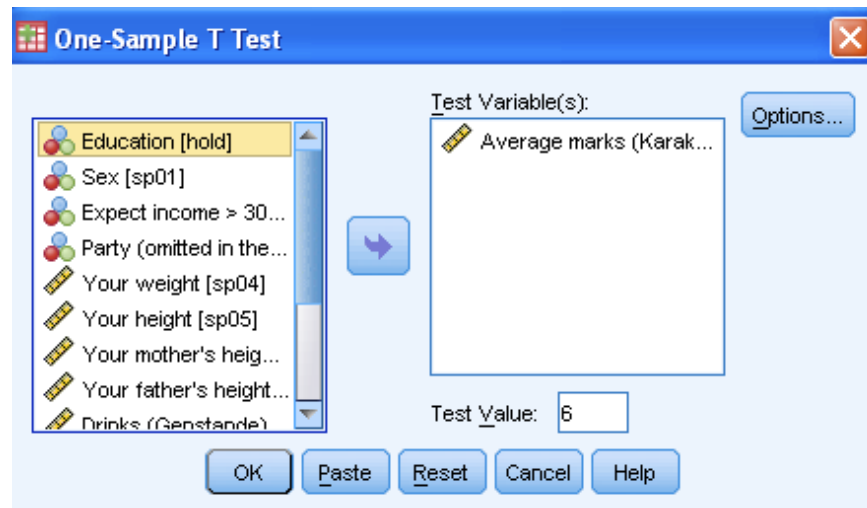 One-Sample T Test
Education [hold]
Sex [sp01]
Expect income > 30...
Party (omitted in the...
Your weight [sp04]
Your height [sp05]
Your mother's heig...
Your father's height...
Drinks (Genstande)
Test Variable(s):
Average marks (Karak...
Options...
Test Value: 6
OK Paste Reset Cancel Help